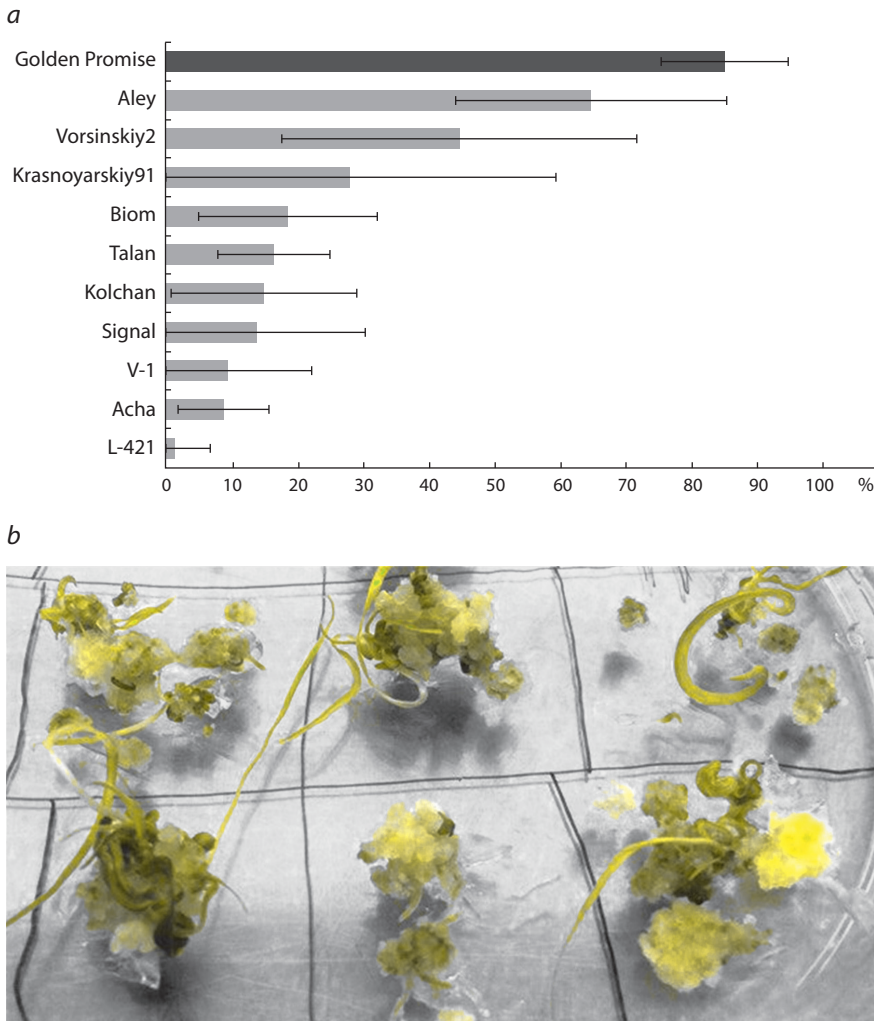 a
Golden Promise
Aley
Vorsinskiy2
Krasnoyarskiy91
Biom
Talan
Kolchan
Signal
V-1
Acha
L-421
0 10 20 30 40 50 60 70 80 90 100 %
b